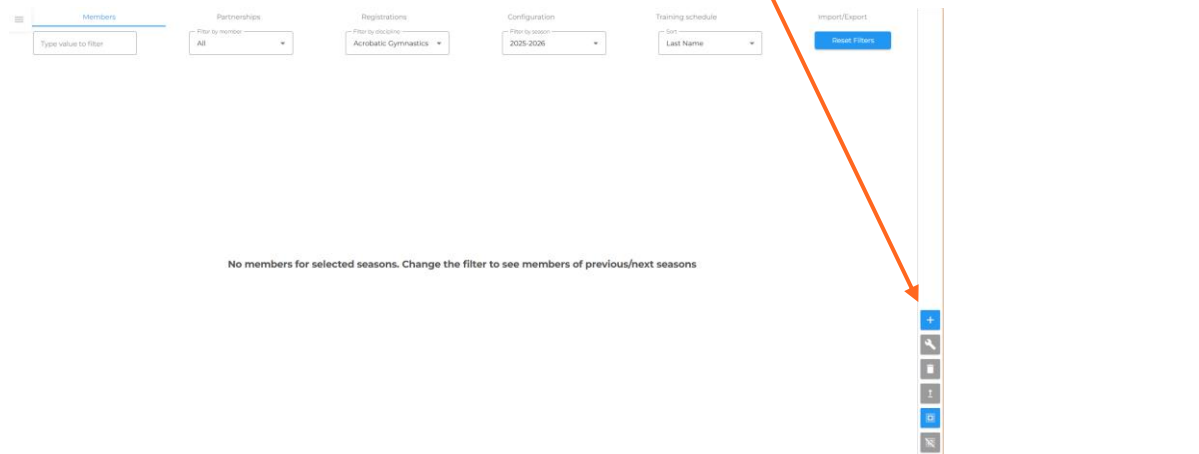 Members Partnerships Registrations Configuration Training schedule Import/Export
Filter by member Filter by discipline Filter by season Sort
Type value to filter All Acrobatic Gymnastics 2025-2026 Last Name Reset Filters
No members for selected seasons. Change the filter to see members of previous/next seasons